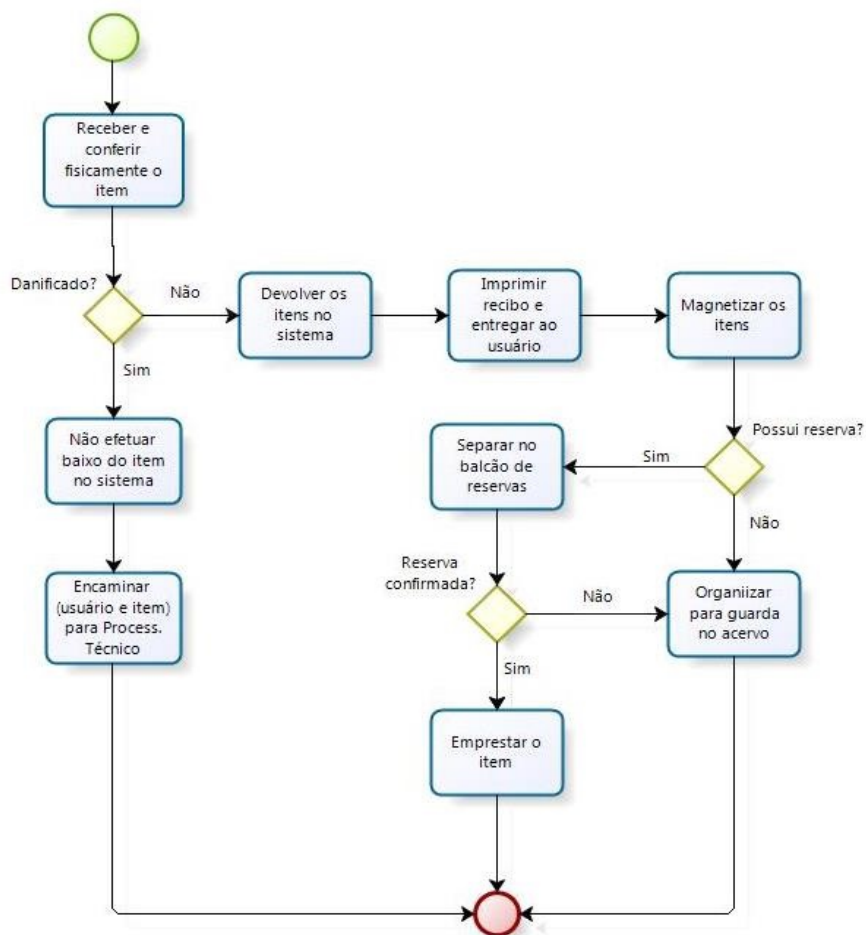 Receber e
conferir
fisicamente o
item
Danificado?
Não
Devolver os
itens no
sistema
Imprimir
recibo e
entregar ao
usuário
Magnetizar os
itens
Sim
Possui reserva?
Não efetuar
baixo do item
no sistema
Separar no
balcão de
reservas
Sim
Não
Reserva
confirmada?
Encaminar
(usuário e item)
para Process.
Técnico
Não
Organiizar
para guarda
no acervo
Sim
Emprestar o
item